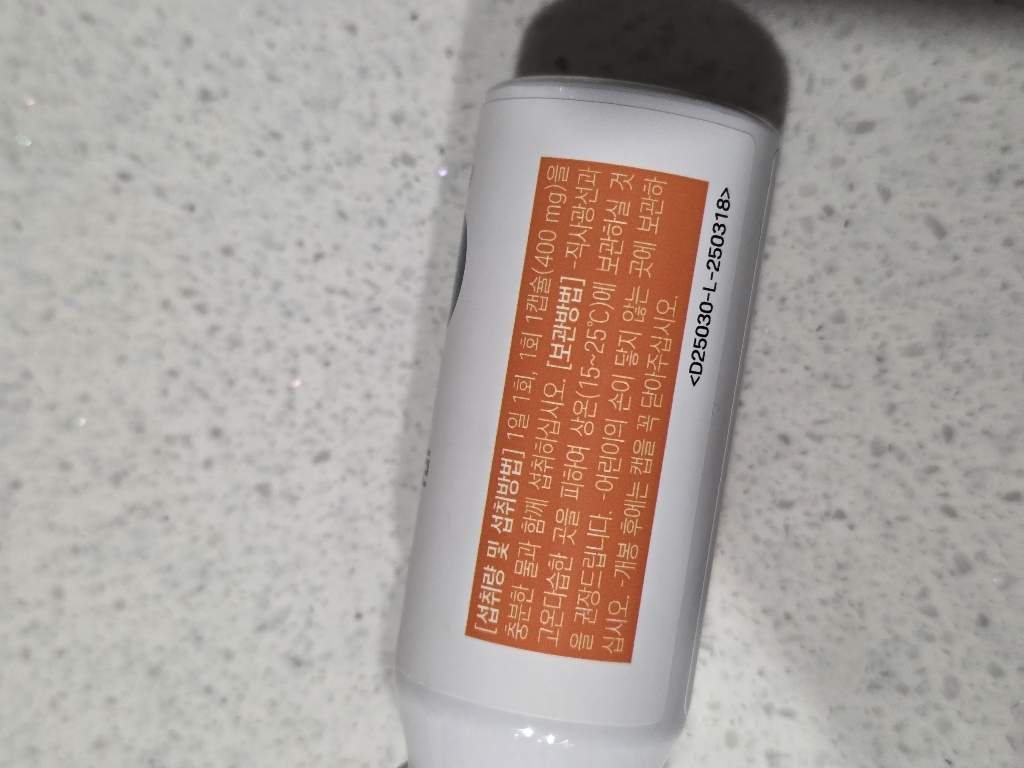 [섭취량 및 섭취방법] 1일 1회, 1회 1캡슐(400 mg)을
충분한 물과 함께 섭취하십시오. [보관방법] -직사광선과
고온다습한 곳을 피하여 상온(15~25℃)에 보관하실 것
을 권장드립니다. -어린이의 손이 닿지 않는 곳에 보관하
십시오. -개봉 후에는 캡을 꼭 닫아주십시오.
<D25030-L-250318>